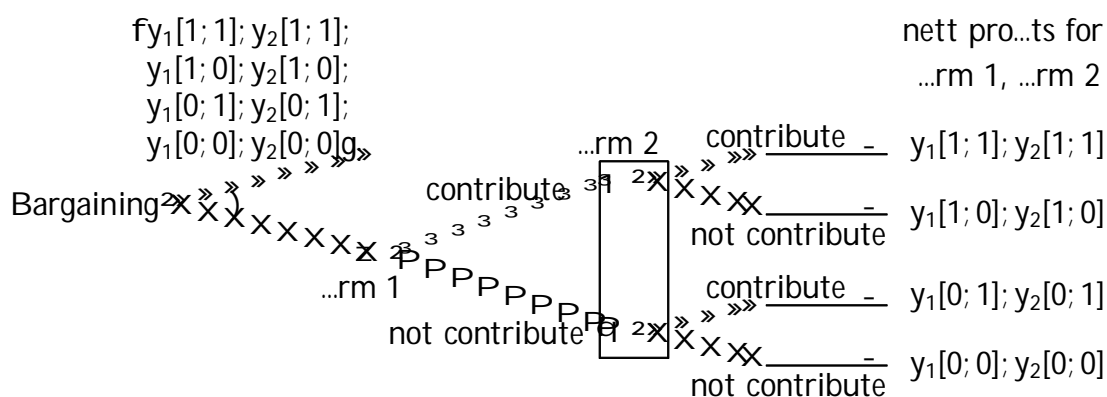 fy₁[1; 1]; y₂[1; 1];
y₁[1; 0]; y₂[1; 0];
y₁[0; 1]; y₂[0; 1];
y₁[0; 0]; y₂[0; 0]g
nett pro...ts for
...rm 1, ...rm 2
Bargaining
...rm 1
contribute
not contribute
...rm 2
1
0
contribute
y₁[1; 1]; y₂[1; 1]
not contribute
y₁[1; 0]; y₂[1; 0]
contribute
y₁[0; 1]; y₂[0; 1]
not contribute
y₁[0; 0]; y₂[0; 0]